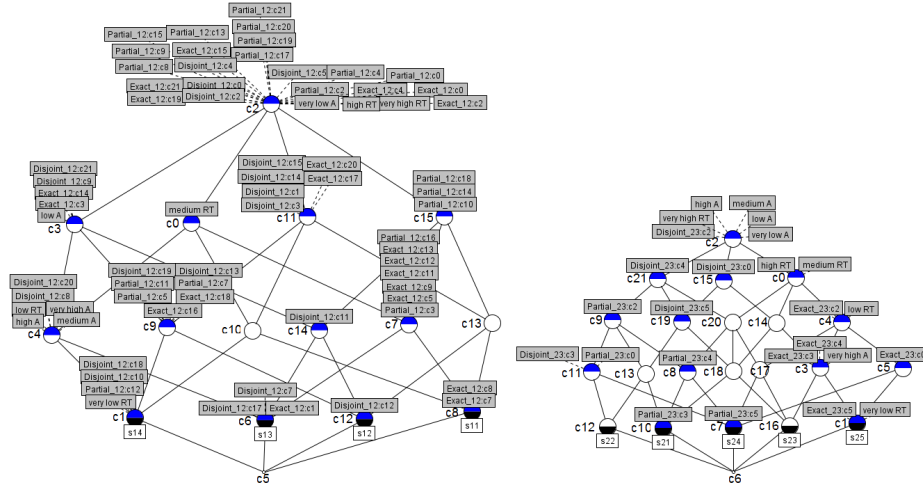 Partial_12:c21
Partial_12:c15
Partial_12:c13
Partial_12:c20
Partial_12:c19
Partial_12:c9
Exact_12:c15
Partial_12:c17
Partial_12:c8
Disjoint_12:c4
Disjoint_12:c5
Partial_12:c4
Partial_12:c0
Exact_12:c21
Disjoint_12:c0
Partial_12:c2
Exact_12:c4
Exact_12:c0
Exact_12:c19
Disjoint_12:c2
very low A
high RT
very high RT
Exact_12:c2
c2
Disjoint_12:c21
Disjoint_12:c9
Exact_12:c14
Exact_12:c3
low A
c3
medium RT
c0
Disjoint_12:c15
Exact_12:c20
Disjoint_12:c14
Exact_12:c17
Disjoint_12:c1
Disjoint_12:c3
c11
Partial_12:c18
Partial_12:c14
Partial_12:c10
c15
Disjoint_12:c20
Disjoint_12:c8
low RT
very high A
high A
medium A
c4
Disjoint_12:c19
Disjoint_12:c13
Partial_12:c11
Partial_12:c7
Partial_12:c5
Exact_12:c18
Exact_12:c16
c9
c10
Disjoint_12:c11
c14
Partial_12:c16
Exact_12:c13
Exact_12:c12
Exact_12:c11
Exact_12:c9
Exact_12:c5
Partial_12:c3
c7
c13
Disjoint_12:c18
Disjoint_12:c10
Partial_12:c12
very low RT
c1
s14
Disjoint_12:c7
Disjoint_12:c17
Exact_12:c1
c6
s13
Disjoint_12:c12
c12
s12
Exact_12:c8
Exact_12:c7
c8
s11
c5
high A
medium A
very high RT
low A
Disjoint_23:c2
very low A
c2
Disjoint_23:c4
c21
Disjoint_23:c0
c15
high RT
medium RT
c0
Partial_23:c2
c9
Disjoint_23:c5
c19
c20
c14
Exact_23:c2
low RT
c4
Disjoint_23:c3
Partial_23:c0
c11
c13
Partial_23:c4
c8
c18
c17
Exact_23:c4
Exact_23:c3
very high A
c3
Exact_23:c0
c5
c12
s22
Partial_23:c3
c10
s21
Partial_23:c5
c7
s24
c16
s23
Exact_23:c5
very low RT
c1
s25
c6